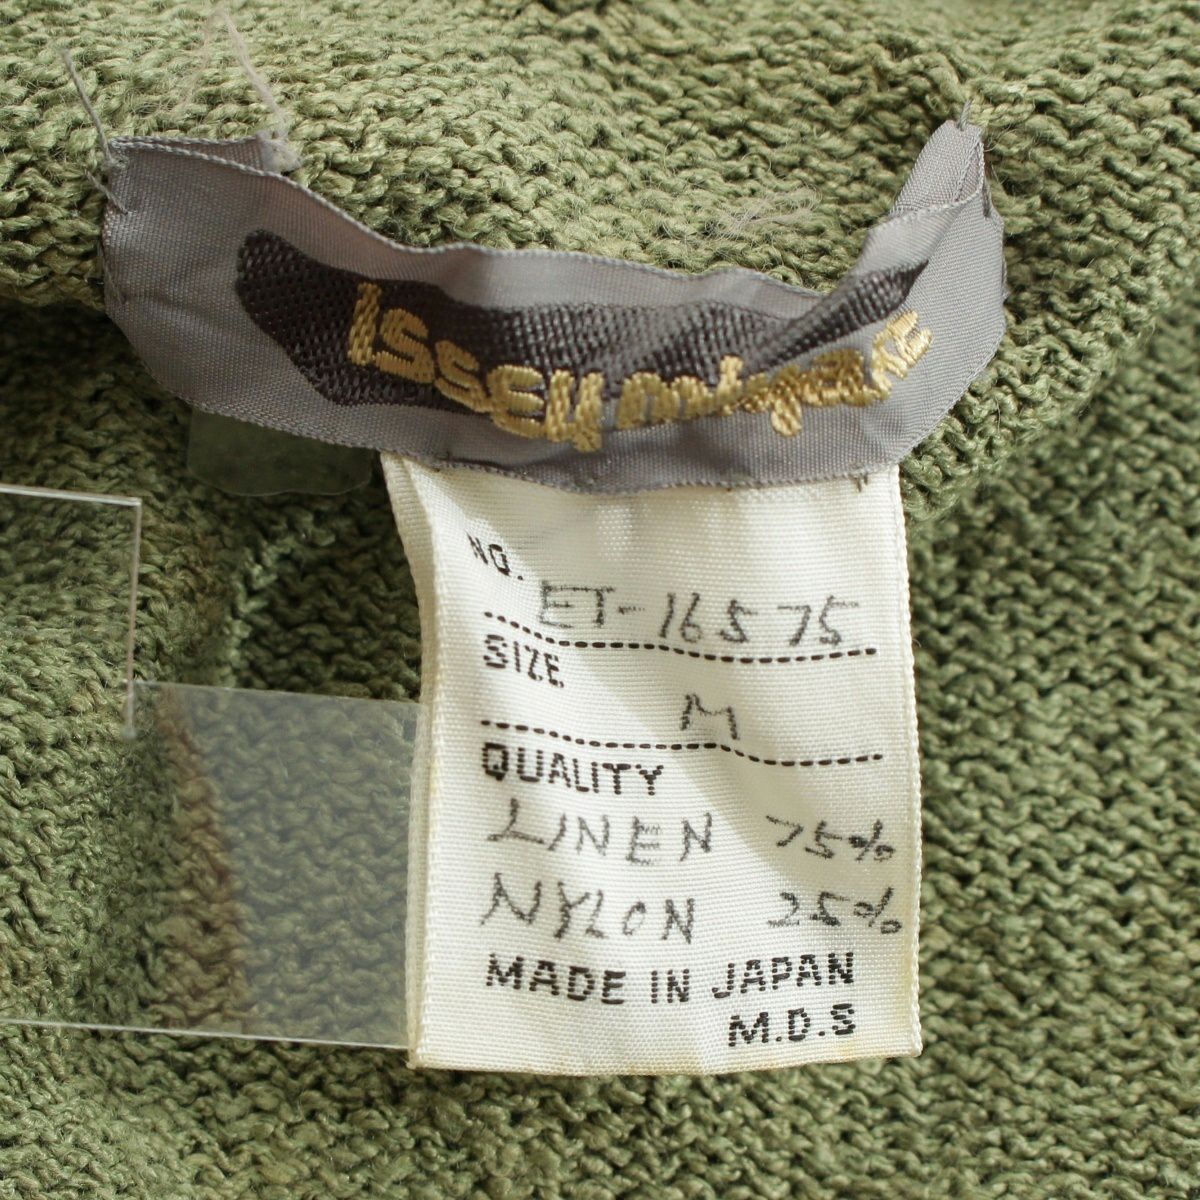 Issey miyake
NO.
ET-16575
SIZE
M
QUALITY
LINEN 75%
NYLON 25%
MADE IN JAPAN
M.D.S